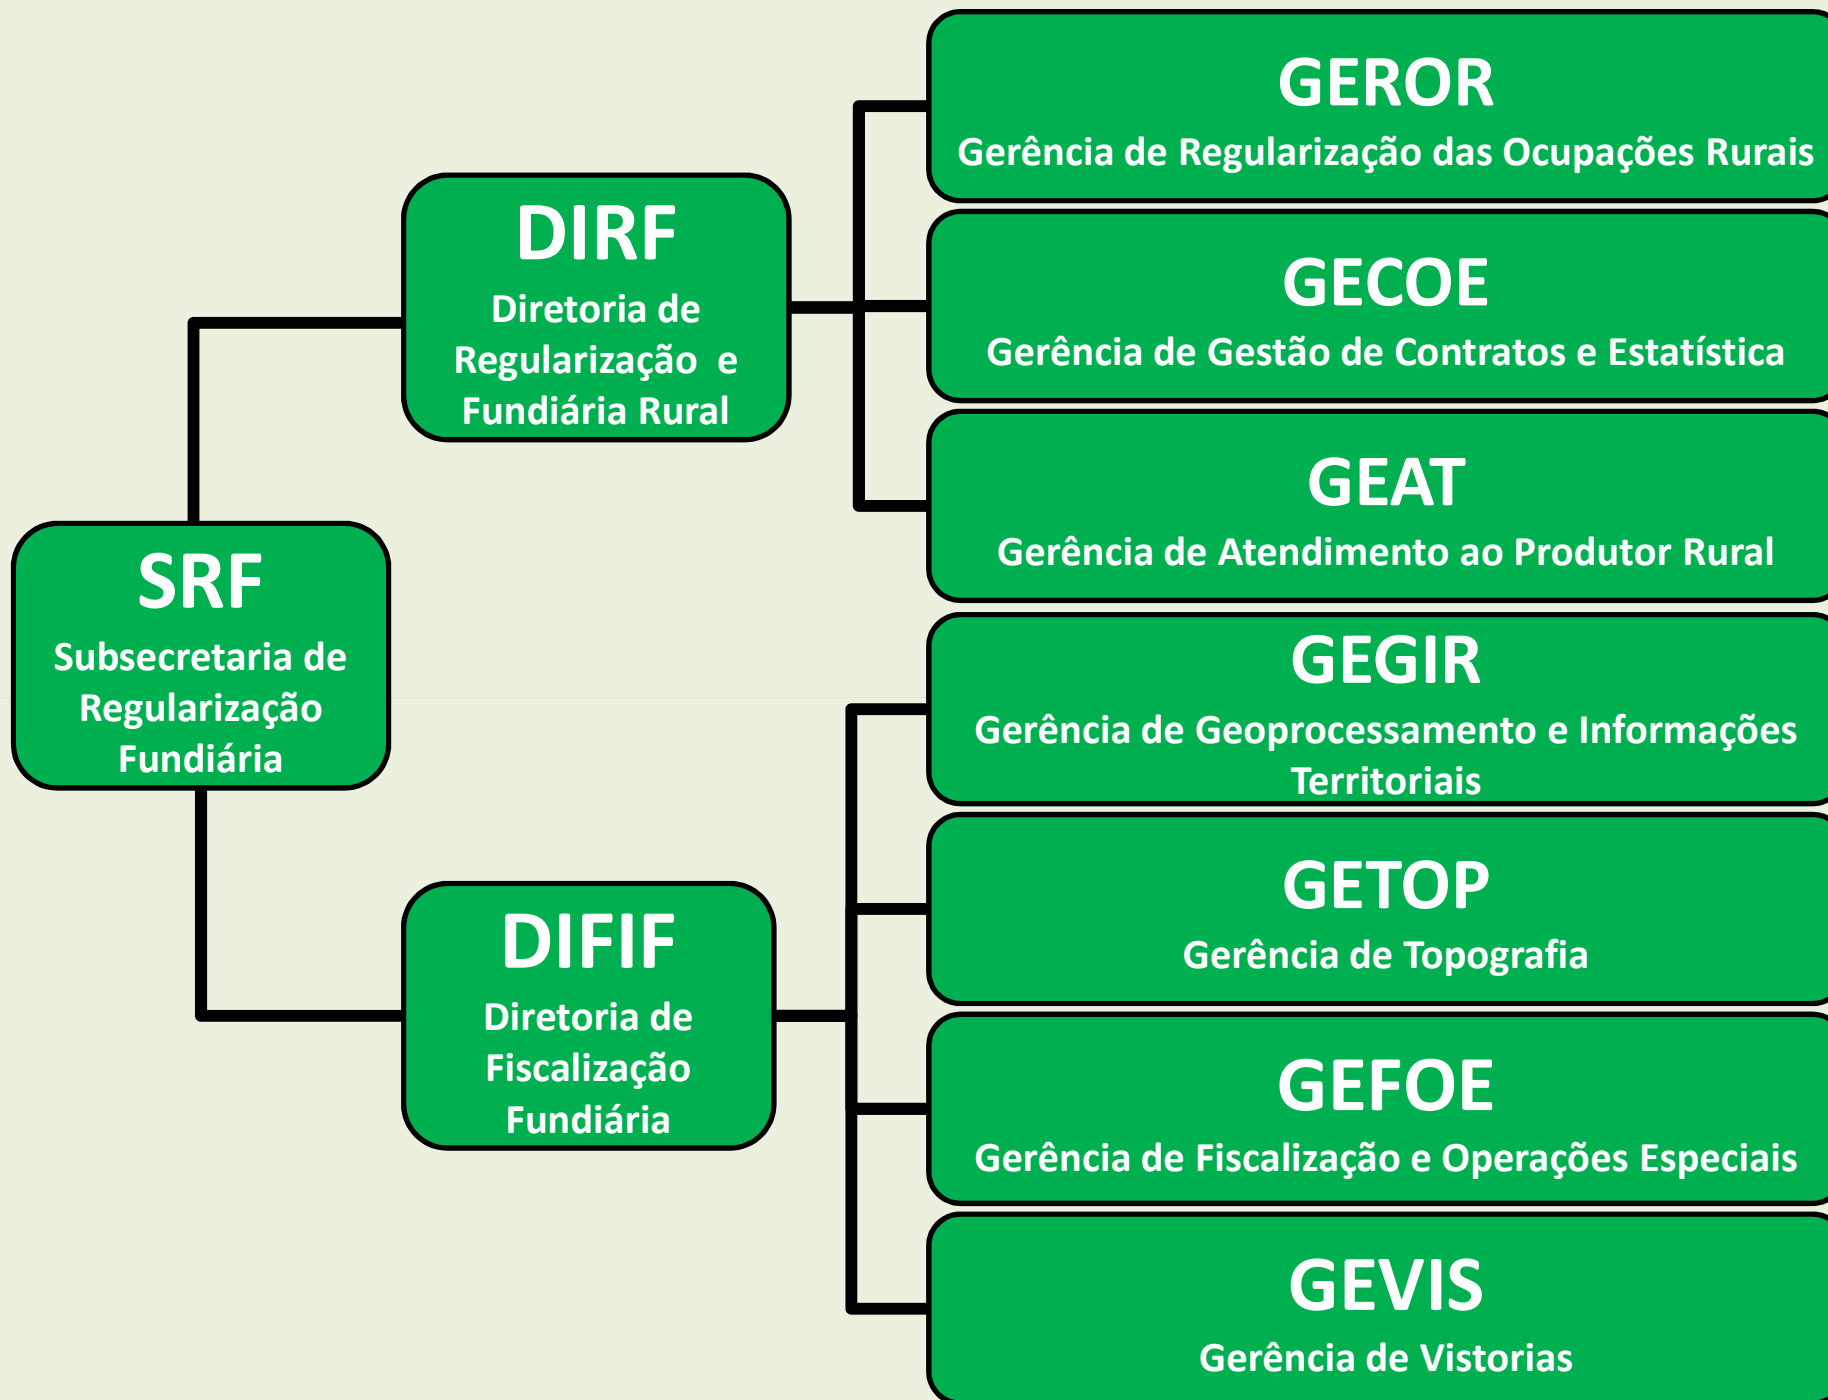 GEROR
Gerência de Regularização das Ocupações Rurais
DIRF
Diretoria de
Regularização e
Fundiária Rural
GECOE
Gerência de Gestão de Contratos e Estatística
GEAT
Gerência de Atendimento ao Produtor Rural
SRF
Subsecretaria de
Regularização
Fundiária
GEGIR
Gerência de Geoprocessamento e Informações
Territoriais
GETOP
Gerência de Topografia
DIFIF
Diretoria de
Fiscalização
Fundiária
GEFOE
Gerência de Fiscalização e Operações Especiais
GEVIS
Gerência de Vistorias